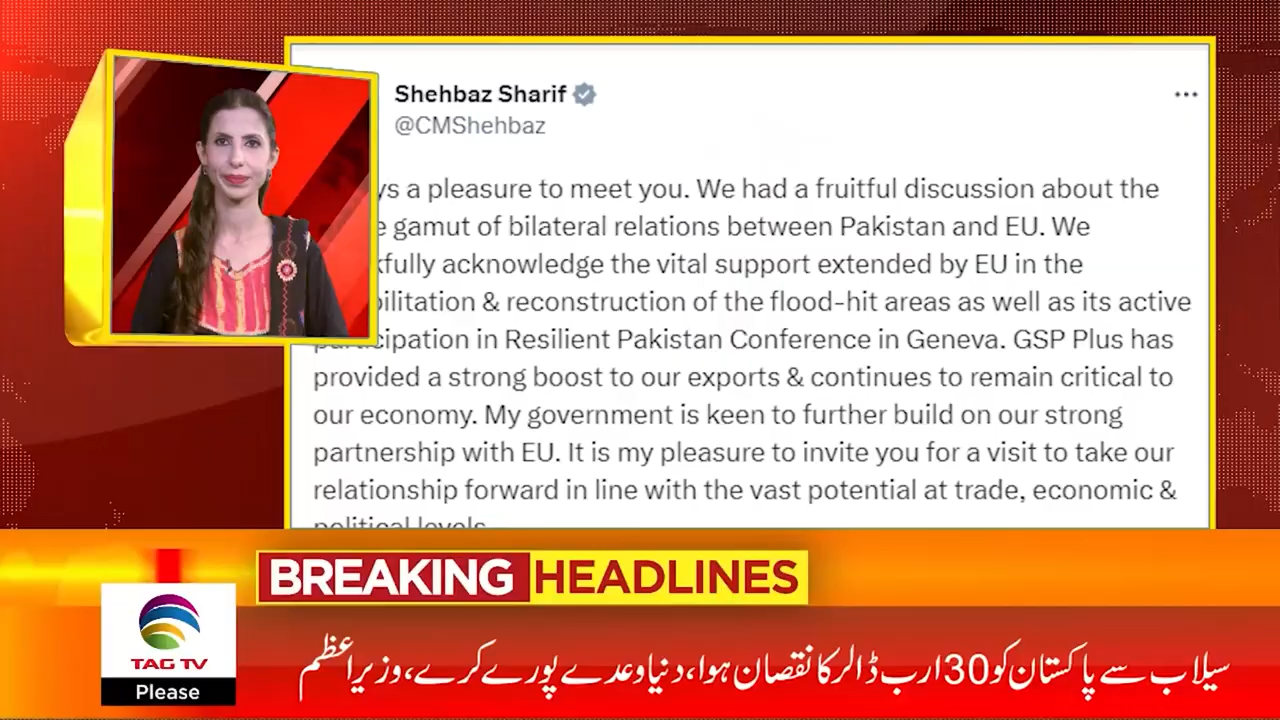 Shehbaz Sharif
@CMShehbaz
a pleasure to meet you. We had a fruitful discussion about the
gamut of bilateral relations between Pakistan and EU. We
acknowledge the vital support extended by EU in the
& reconstruction of the flood-hit areas as well as its active
participation in Resilient Pakistan Conference in Geneva. GSP Plus has
provided a strong boost to our exports & continues to remain critical to
our economy. My government is keen to further build on our strong
partnership with EU. It is my pleasure to invite you for a visit to take our
relationship forward in line with the vast potential at trade, economic &
political levels
BREAKING HEADLINES
TAG TV
Please
سیلاب سے پاکستان کو 30 ارب ڈالر کا نقصان ہوا، دنیا وعدے پورے کرے، وزیراعظم